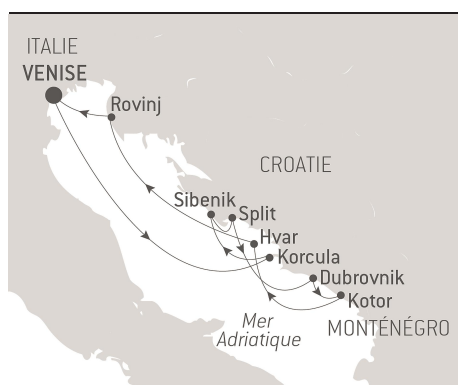 ITALIE
VENISE
Rovinj
CROATIE
Sibenik
Split
Hvar
Korcula
Dubrovnik
Kotor
Mer
Adriatique
MONTÉNÉGRO